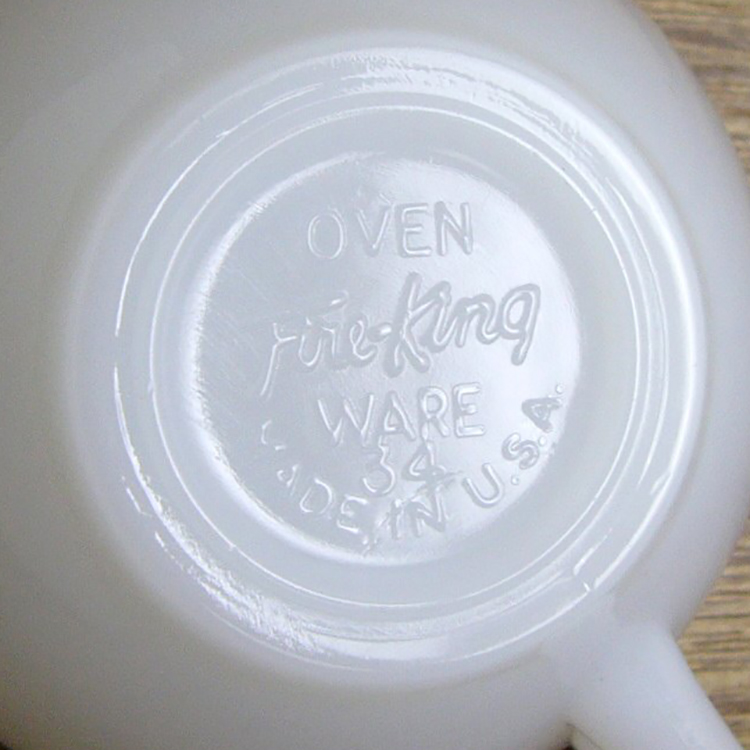 OVEN
Fire-King
WARE
34
MADE IN U.S.A.